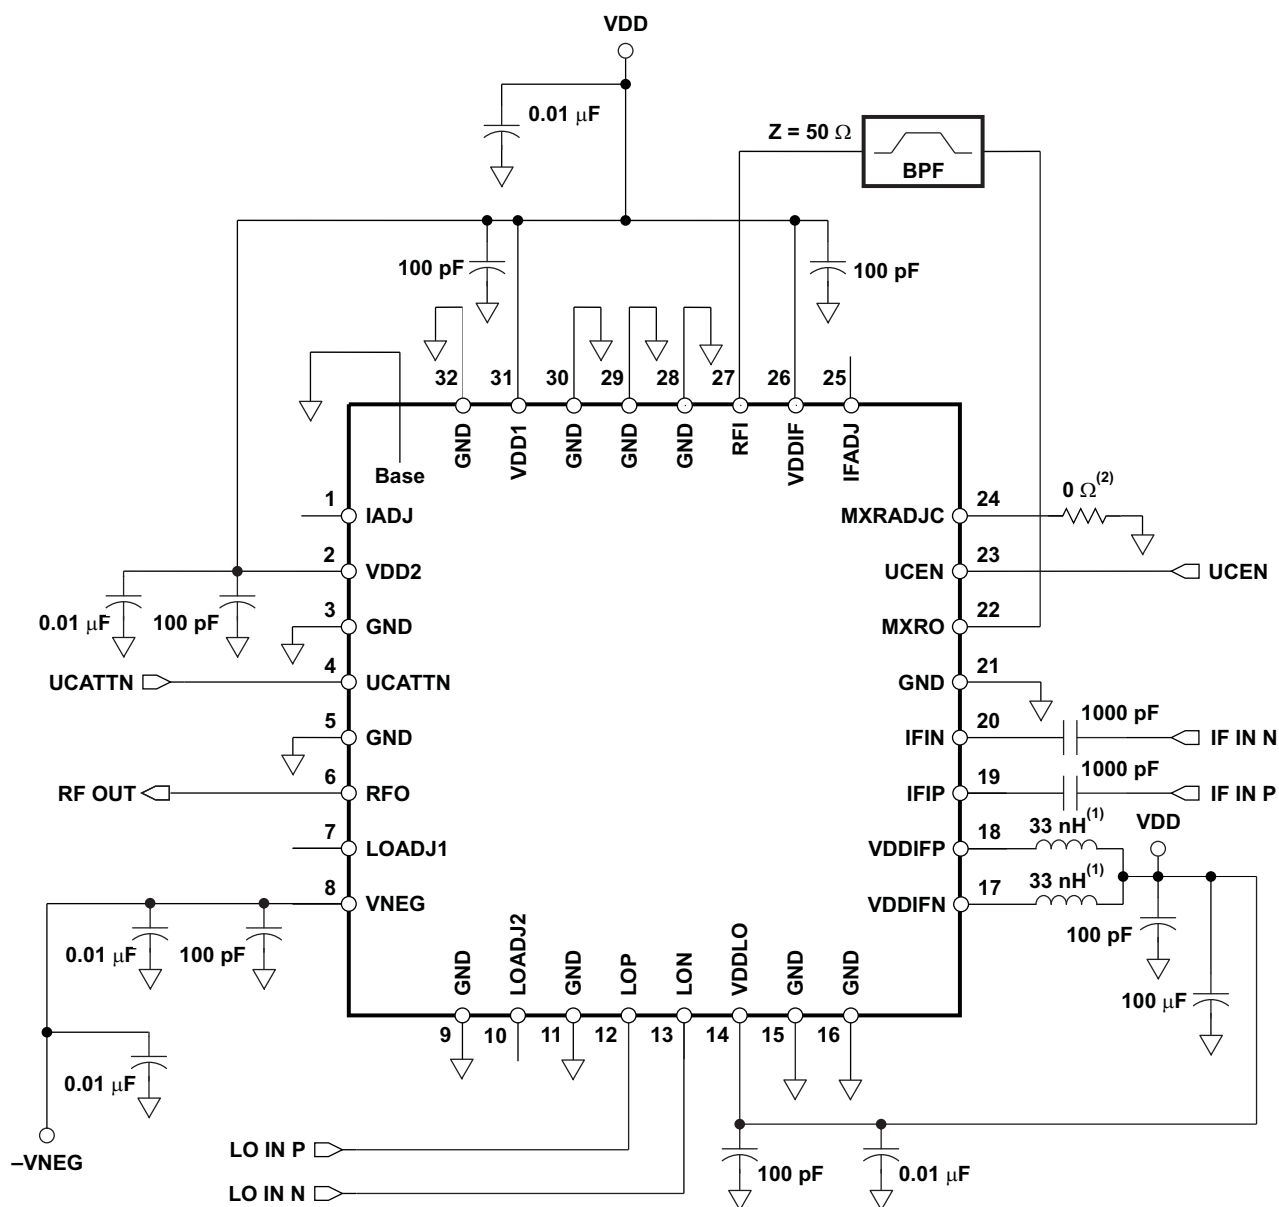 VDD
0.01 μF
Z = 50 Ω
BPF
100 pF
100 pF
32
31
30
29
28
27
26
25
GND
VDD1
GND
GND
GND
RFI
VDDIF
IFADJ
Base
1
IADJ
2
VDD2
0.01 μF
100 pF
3
GND
UCATTN
4
UCATTN
5
GND
RF OUT
6
RFO
7
LOADJ1
8
VNEG
0.01 μF
100 pF
0.01 μF
–VNEG
MXRADJC
24
0 Ω(2)
UCEN
23
UCEN
MXRO
22
GND
21
IFIN
20
1000 pF
IF IN N
IFIP
19
1000 pF
IF IN P
VDDIFP
18
33 nH(1)
VDD
VDDIFN
17
33 nH(1)
100 pF
100 μF
GND
LOADJ2
GND
LOP
LON
VDDLO
GND
GND
9
10
11
12
13
14
15
16
LO IN P
LO IN N
100 pF
0.01 μF